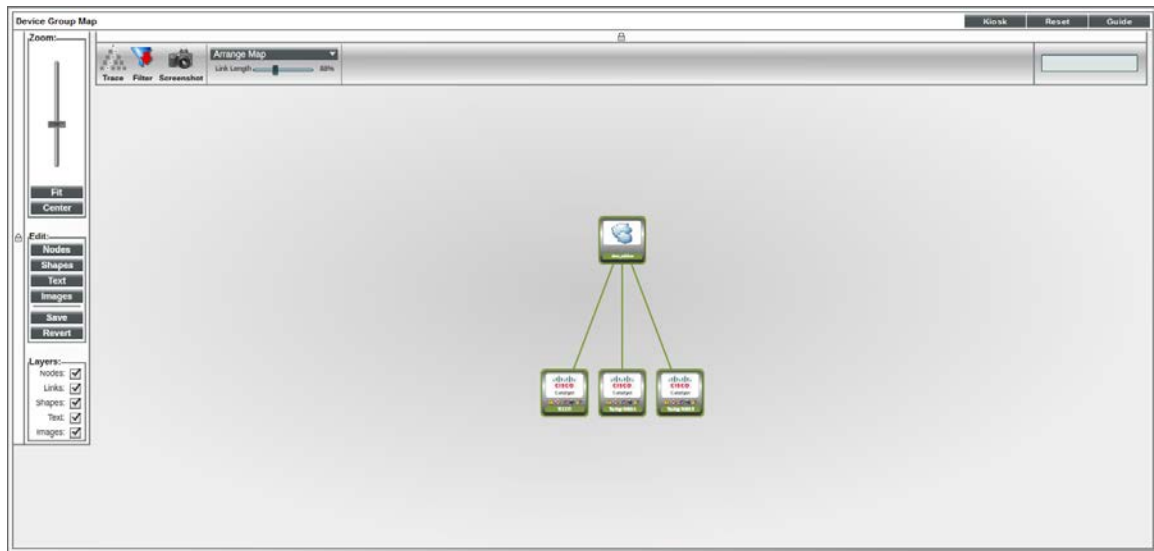 Device Group Map
Kiosk
Reset
Guide
Zoom:
Trace
Filter
Screenshot
Arrange Map
Link Length
88%
Fit
Center
Edit:
Nodes
Shapes
Text
Images
Save
Revert
Layers:
Nodes:
Links:
Shapes:
Text:
Images:
CISCO
Catalyst
CISCO
Catalyst
CISCO
Catalyst